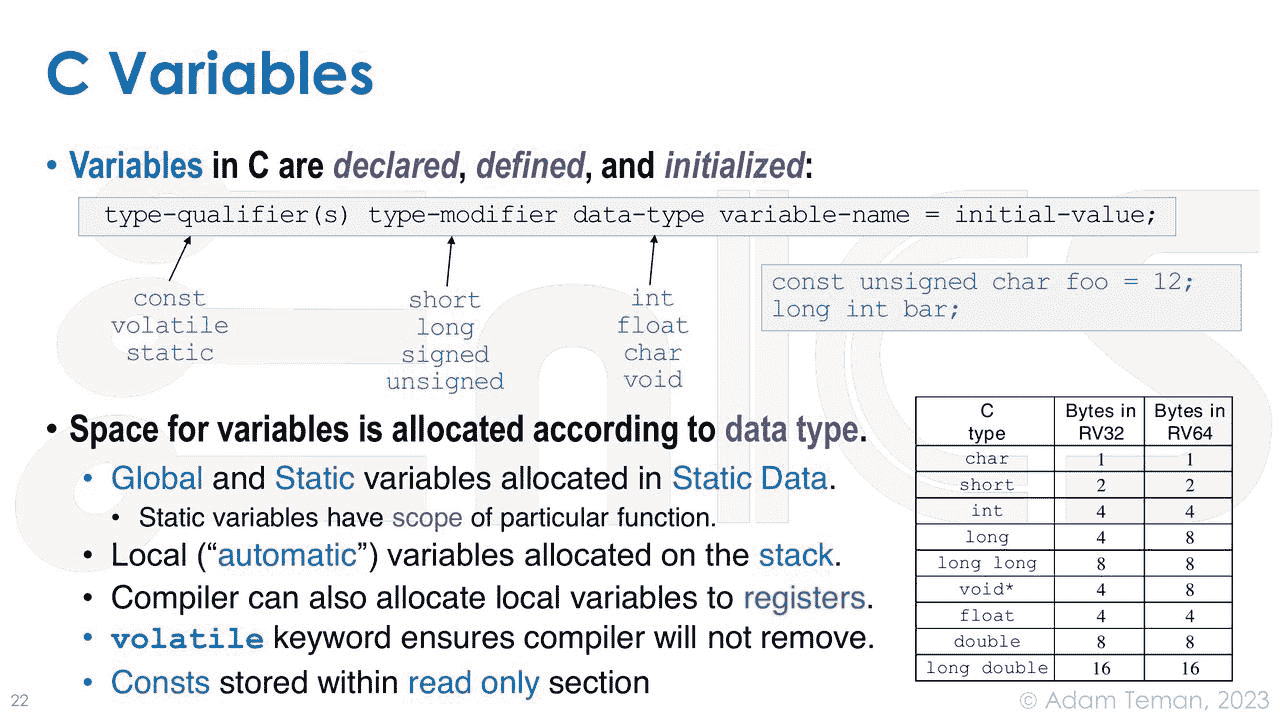 C Variables
• Variables in C are declared, defined, and initialized:
type-qualifier(s) type-modifier data-type variable-name = initial-value;
const
volatile
static
short
long
signed
unsigned
int
float
char
void
const unsigned char foo = 12;
long int bar;
• Space for variables is allocated according to data type.
• Global and Static variables allocated in Static Data.
• Static variables have scope of particular function.
• Local (“automatic”) variables allocated on the stack.
• Compiler can also allocate local variables to registers.
• volatile keyword ensures compiler will not remove.
• Consts stored within read only section
C type Bytes in RV32 Bytes in RV64
char 1 1
short 2 2
int 4 4
long 4 8
long long 8 8
void* 4 8
float 4 4
double 8 8
long double 16 16
22
© Adam Teman, 2023